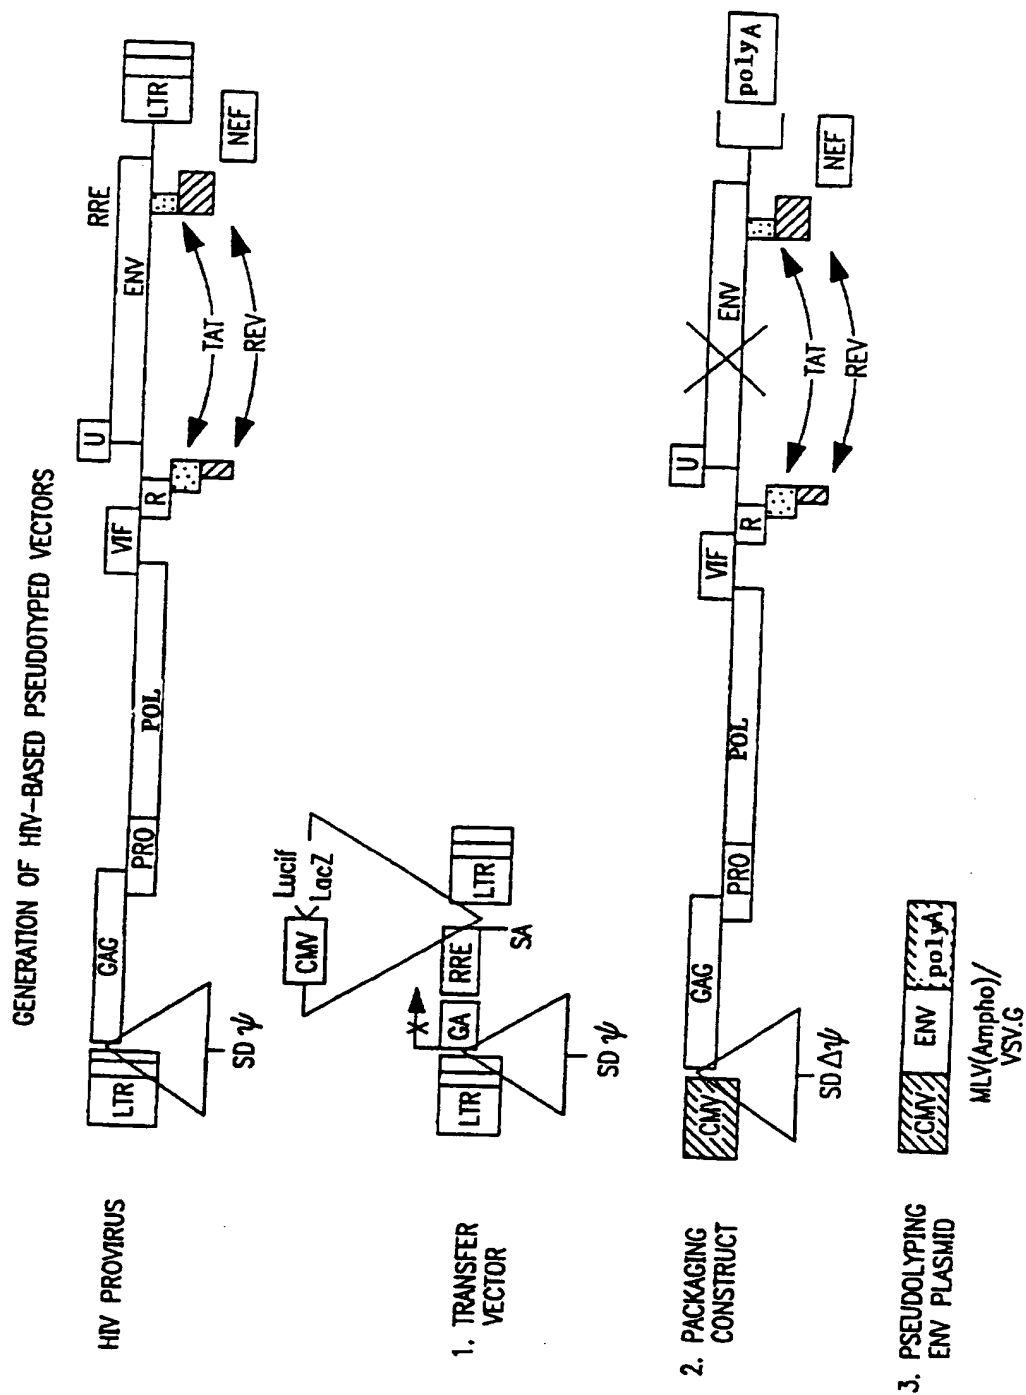 GENERATION OF HIV-BASED PSEUDOTYPED VECTORS
HIV PROVIRUS
LTR
GAG
PRO
POL
VIF
R
U
ENV
RRE
LTR
SD ψ
TAT
REV
NEF
1. TRANSFER
VECTOR
LTR
X
GA
RRE
SA
LTR
CMV
Lucif
LacZ
SD ψ
2. PACKAGING
CONSTRUCT
CMV
GAG
PRO
POL
VIF
R
U
ENV
polyA
SD Δψ
TAT
REV
NEF
3. PSEUDOLYPING
ENV PLASMID
CMV
ENV
polyA
MLV(Ampho)/
VSV.G